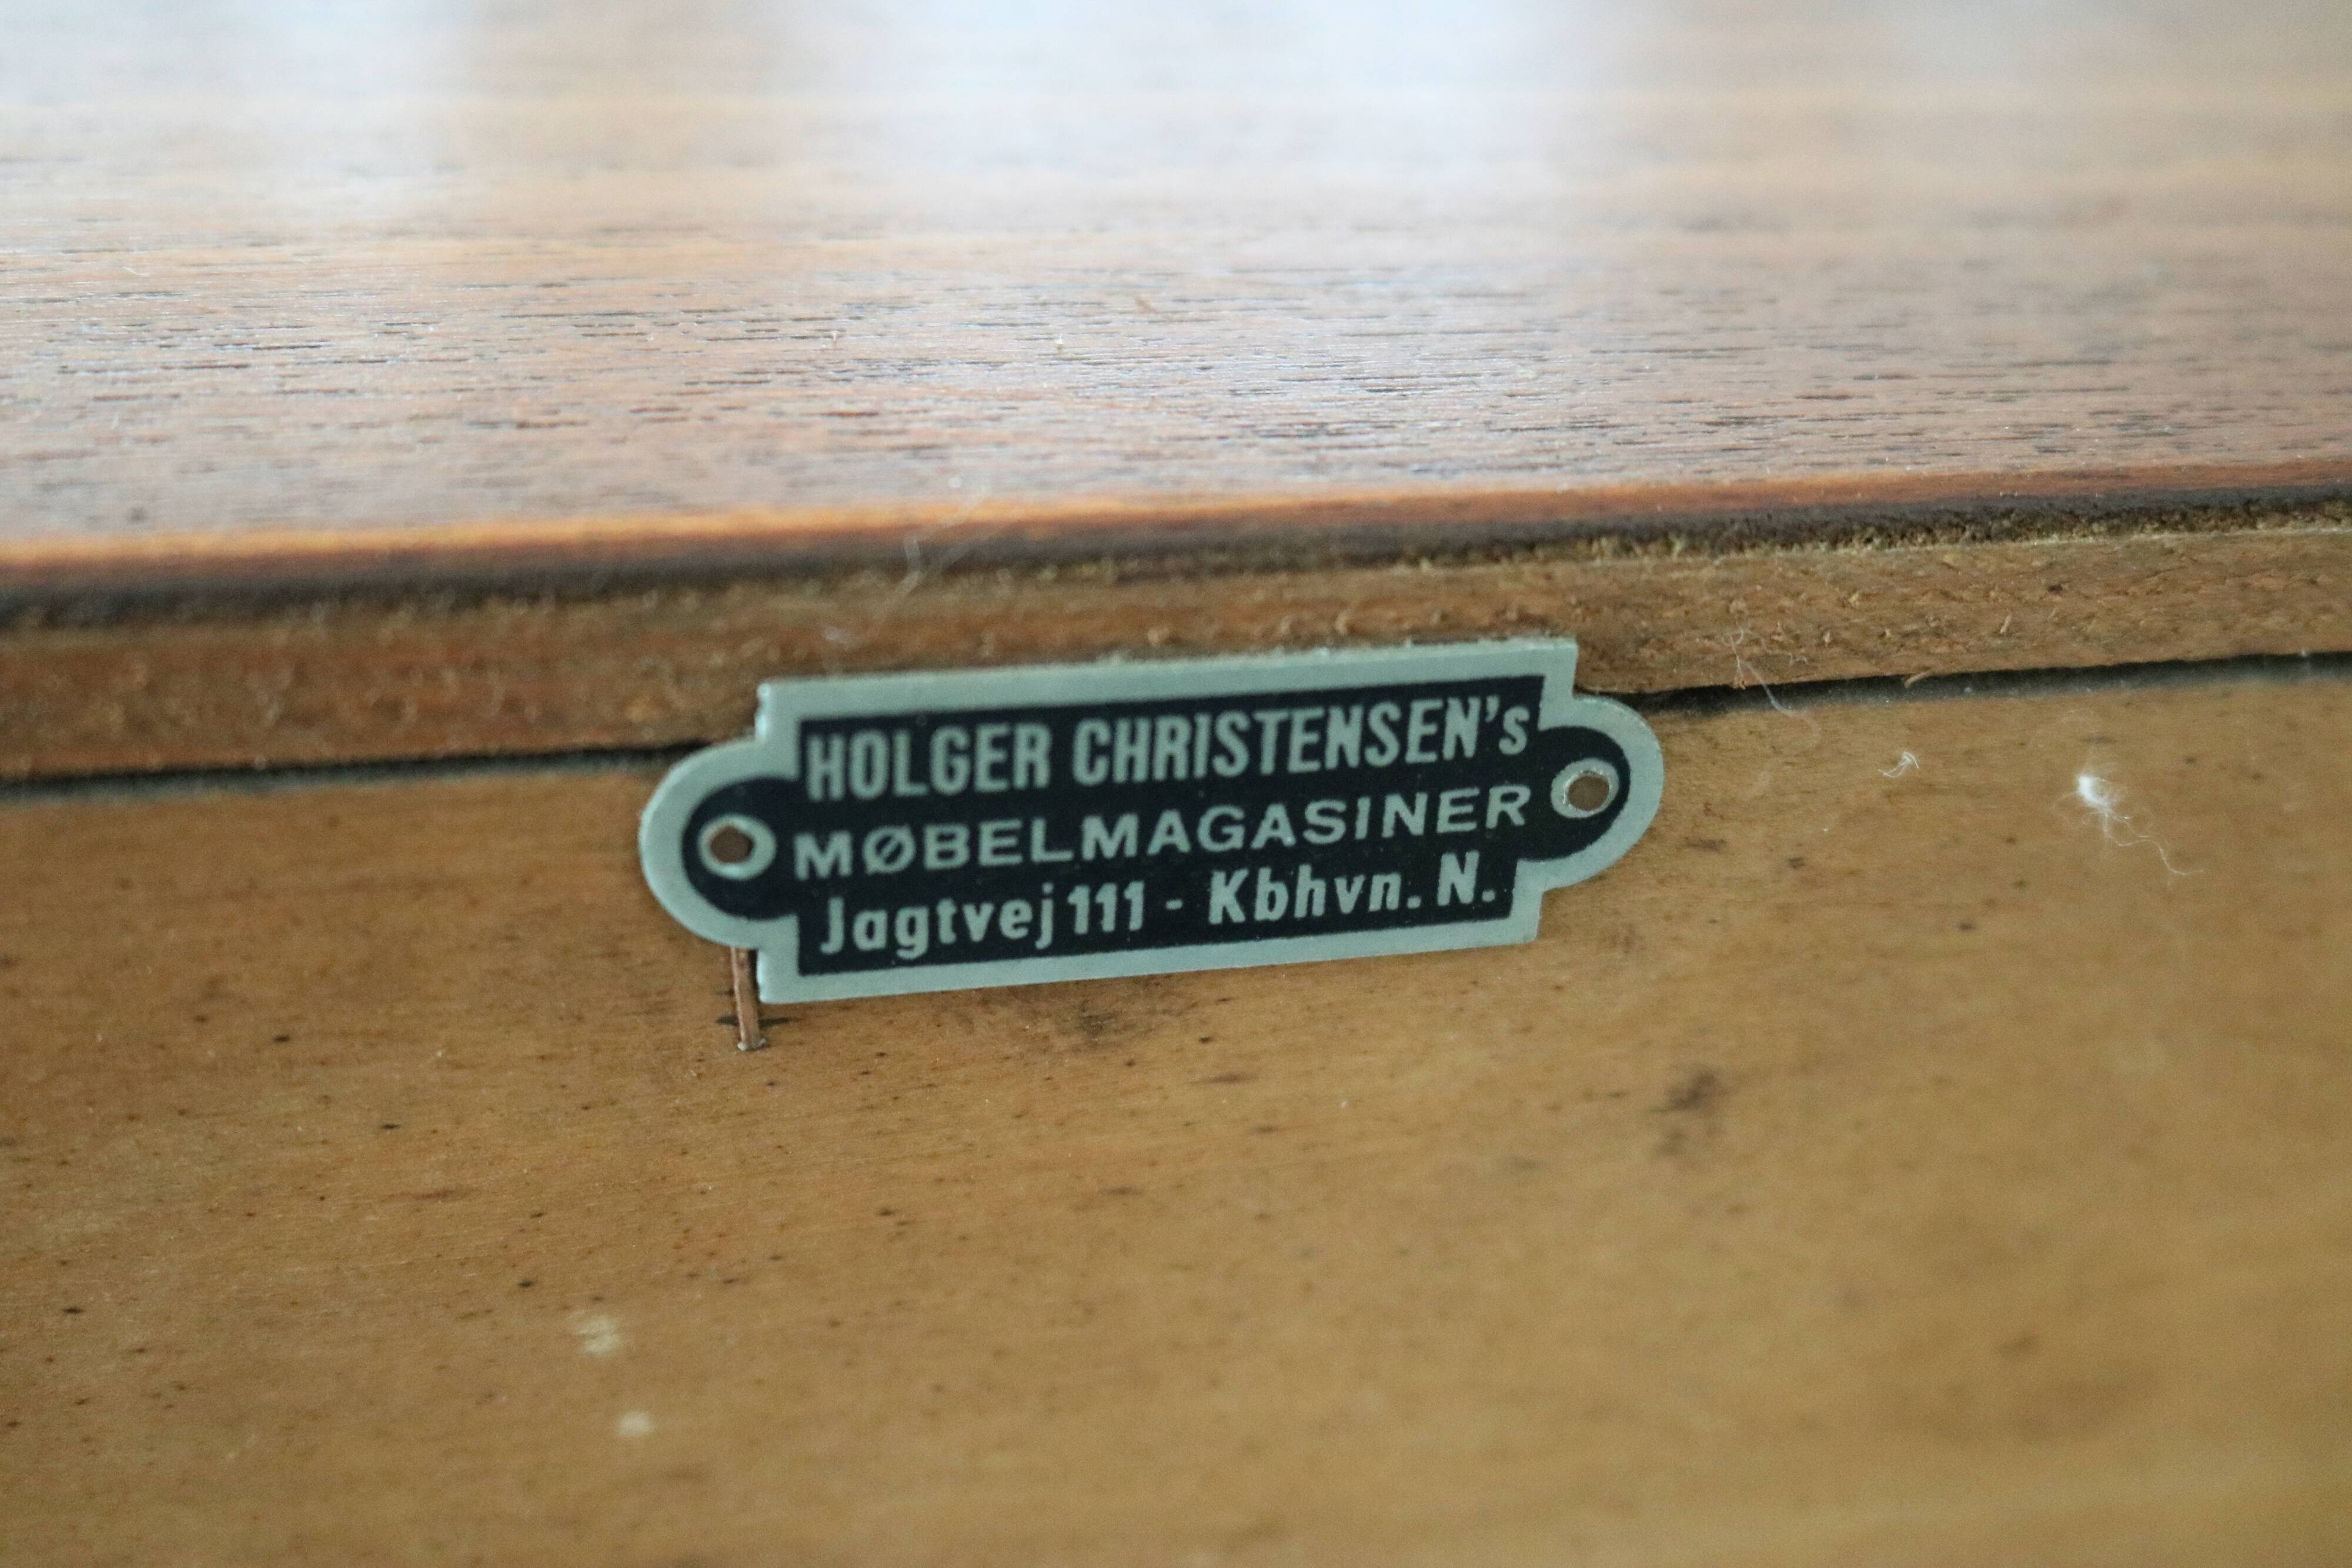 HOLGER CHRISTENSEN's
MØBELMAGASINER
Jagtvej 111 - Kbhvn. N.